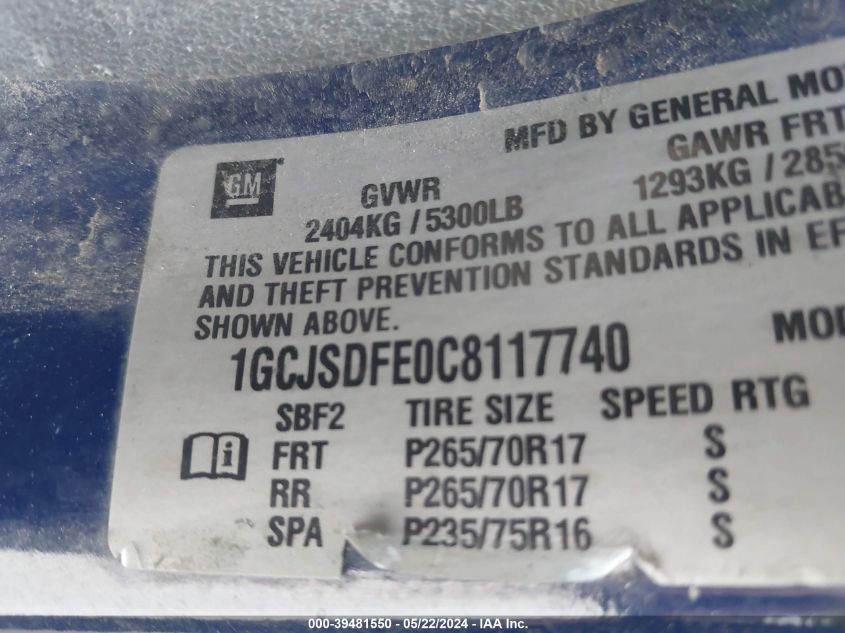 MFD BY GENERAL MO
GM
GVWR
GAWR FRT
2404KG / 5300LB
1293KG / 285
THIS VEHICLE CONFORMS TO ALL APPLICAB
AND THEFT PREVENTION STANDARDS IN EF
SHOWN ABOVE.
1GCJSDFE0C8117740
MOD
SBF2 TIRE SIZE SPEED RTG
i FRT P265/70R17 S
RR P265/70R17 S
SPA P235/75R16 S
000-39481550 - 05/22/2024 - IAA Inc.